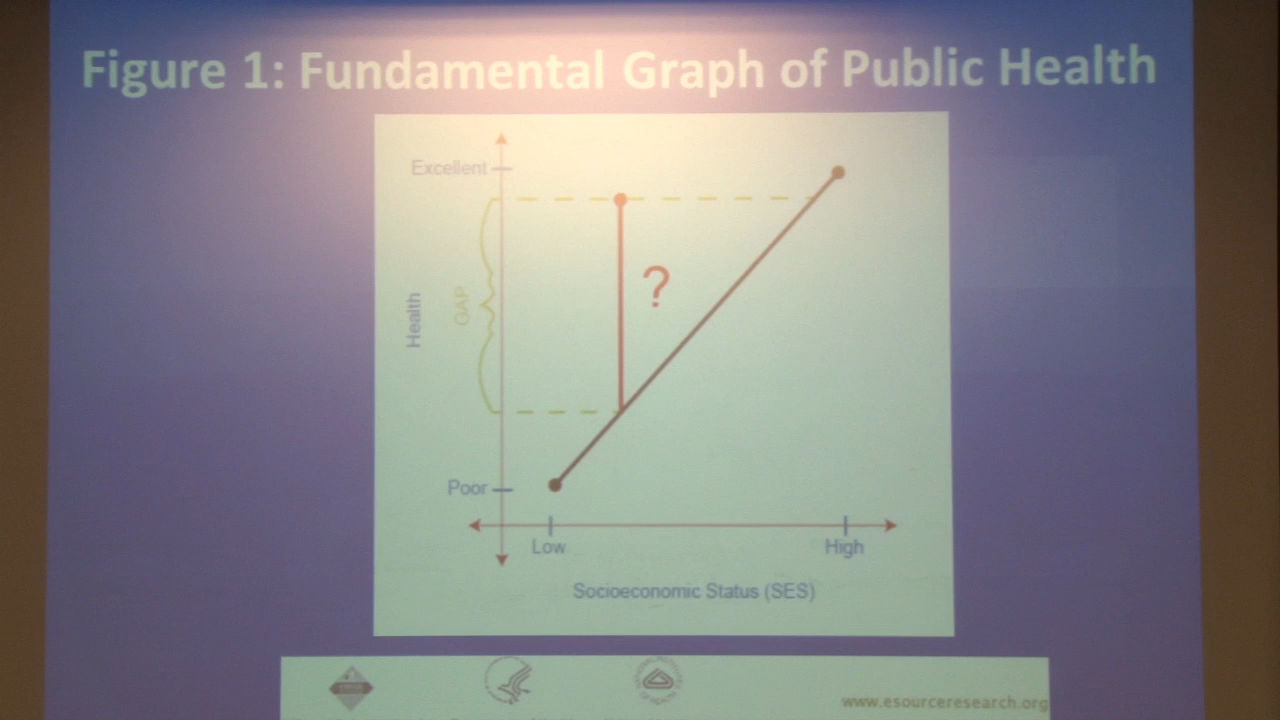 Figure 1: Fundamental Graph of Public Health
Excellent
?
GAP
Health
Poor
Low
High
Socioeconomic Status (SES)
www.esourceresearch.org